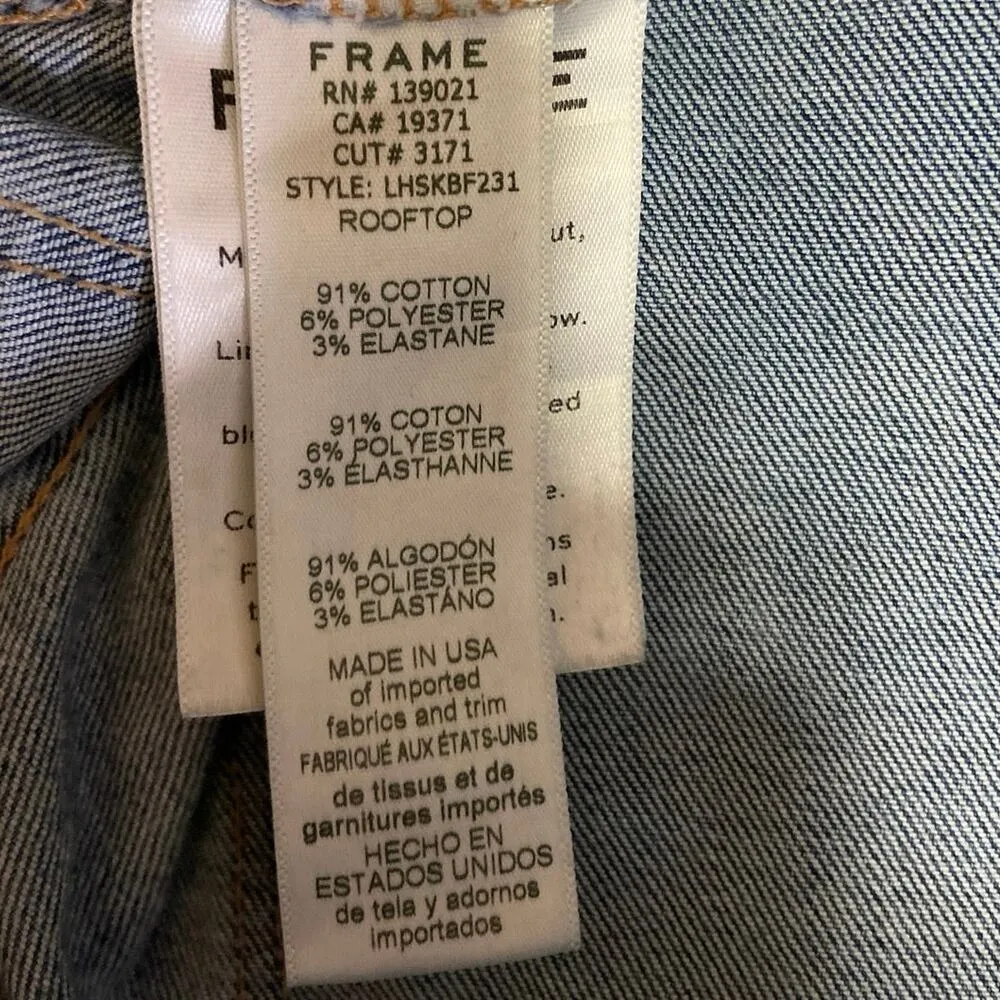 FRAME
RN# 139021
CA# 19371
CUT# 3171
STYLE: LHSKBF231
ROOFTOP
91% COTTON
6% POLYESTER
3% ELASTANE
91% COTON
6% POLYESTER
3% ÉLASTHANNE
91% ALGODÓN
6% POLIESTER
3% ELASTANO
MADE IN USA
of imported
fabrics and trim
FABRIQUÉ AUX ÉTATS-UNIS
de tissus et de
garnitures importés
HECHO EN
ESTADOS UNIDOS
de tela y adornos
importados